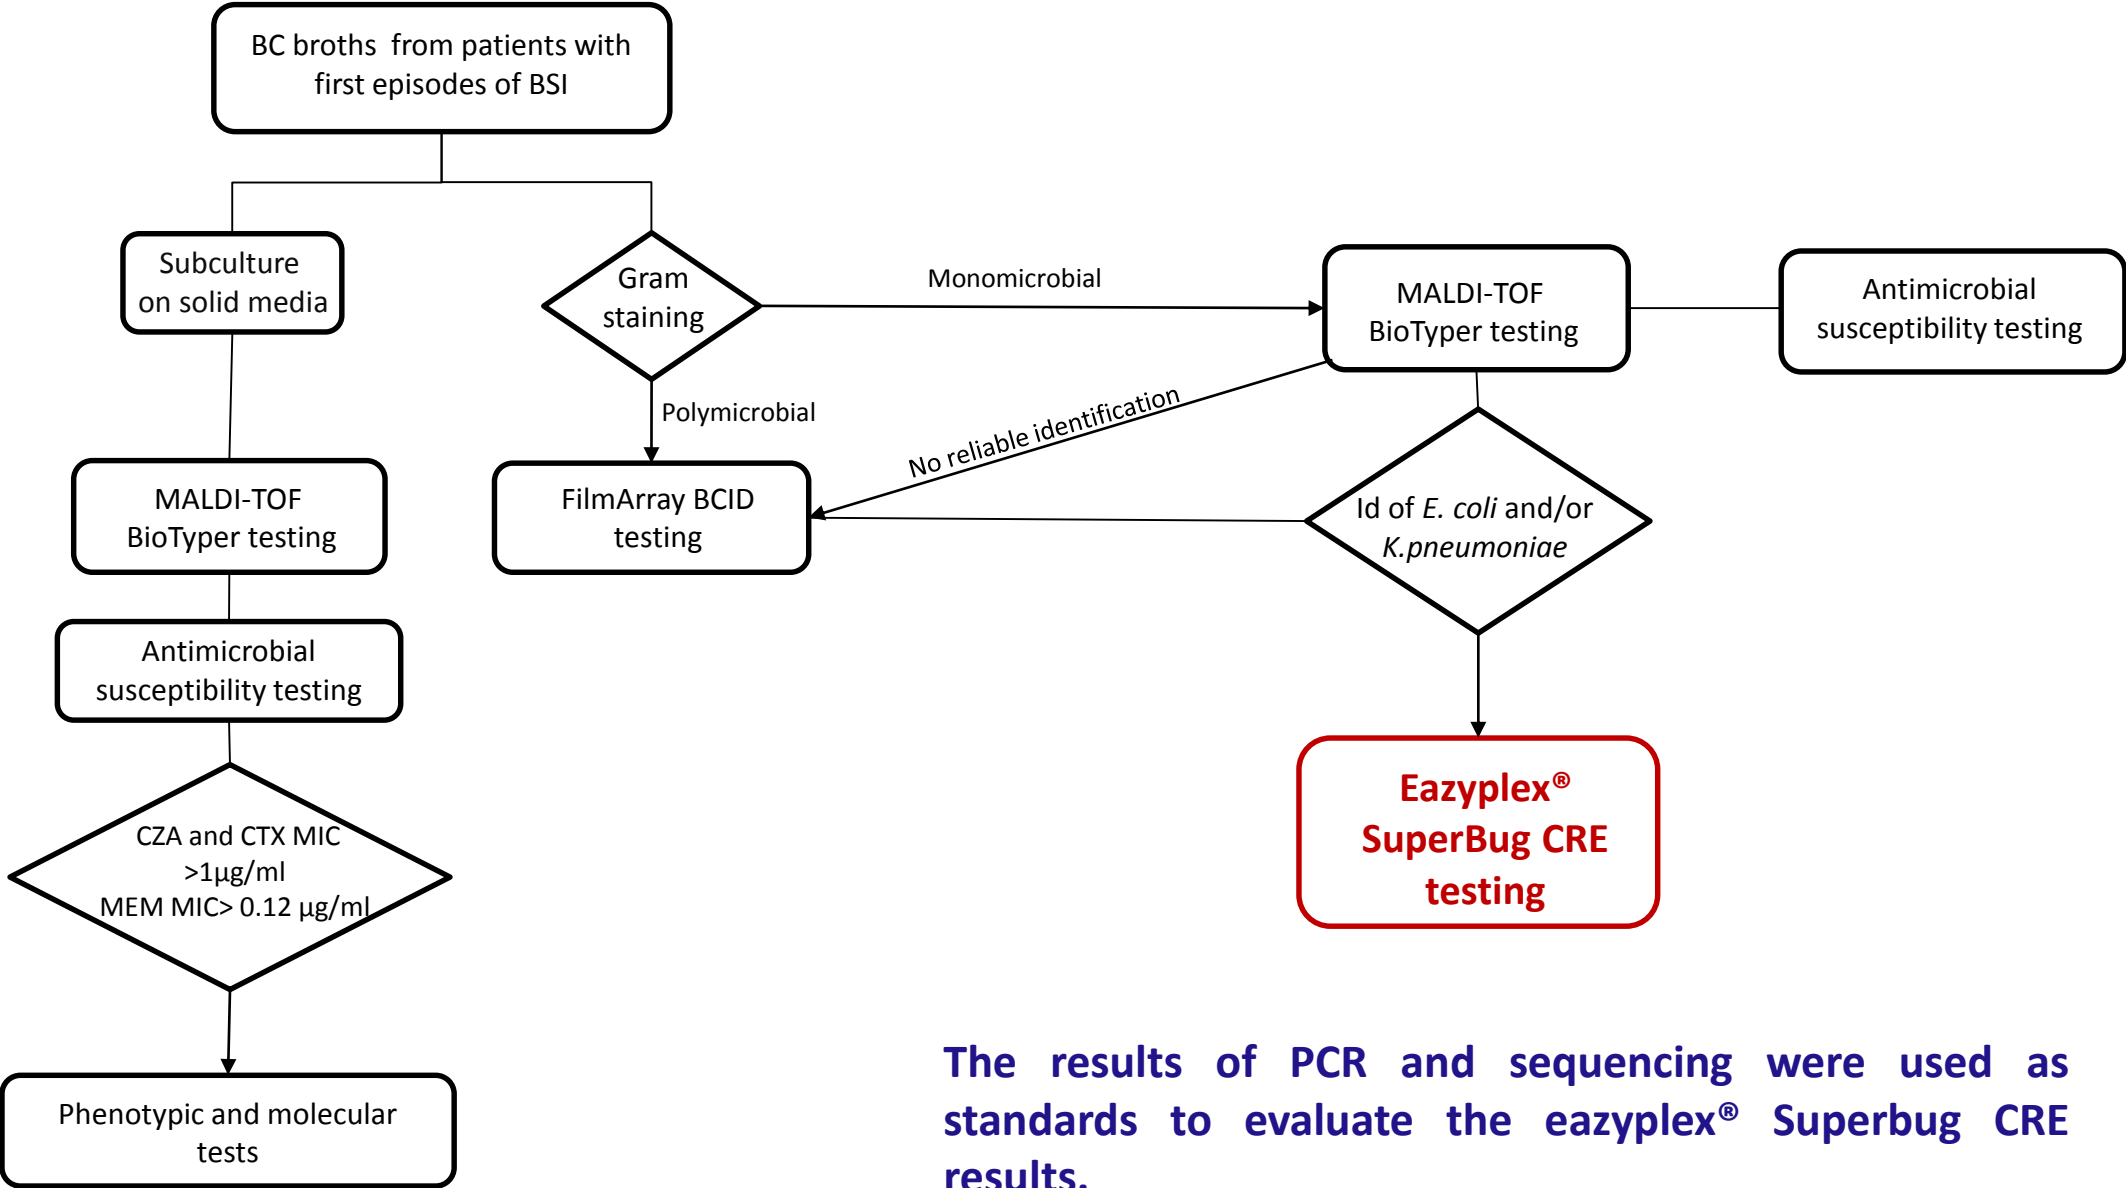 BC broths from patients with
first episodes of BSI
Subculture
on solid media
Gram
staining
Monomicrobial
MALDI-TOF
BioTyper testing
Antimicrobial
susceptibility testing
Polymicrobial
No reliable identification
MALDI-TOF
BioTyper testing
FilmArray BCID
testing
Id of E. coli and/or
K.pneumoniae
Antimicrobial
susceptibility testing
CZA and CTX MIC
>1µg/ml
MEM MIC> 0.12 µg/ml
Eazyplex®
SuperBug CRE
testing
Phenotypic and molecular
tests
The results of PCR and sequencing were used as
standards to evaluate the eazyplex® Superbug CRE
results.